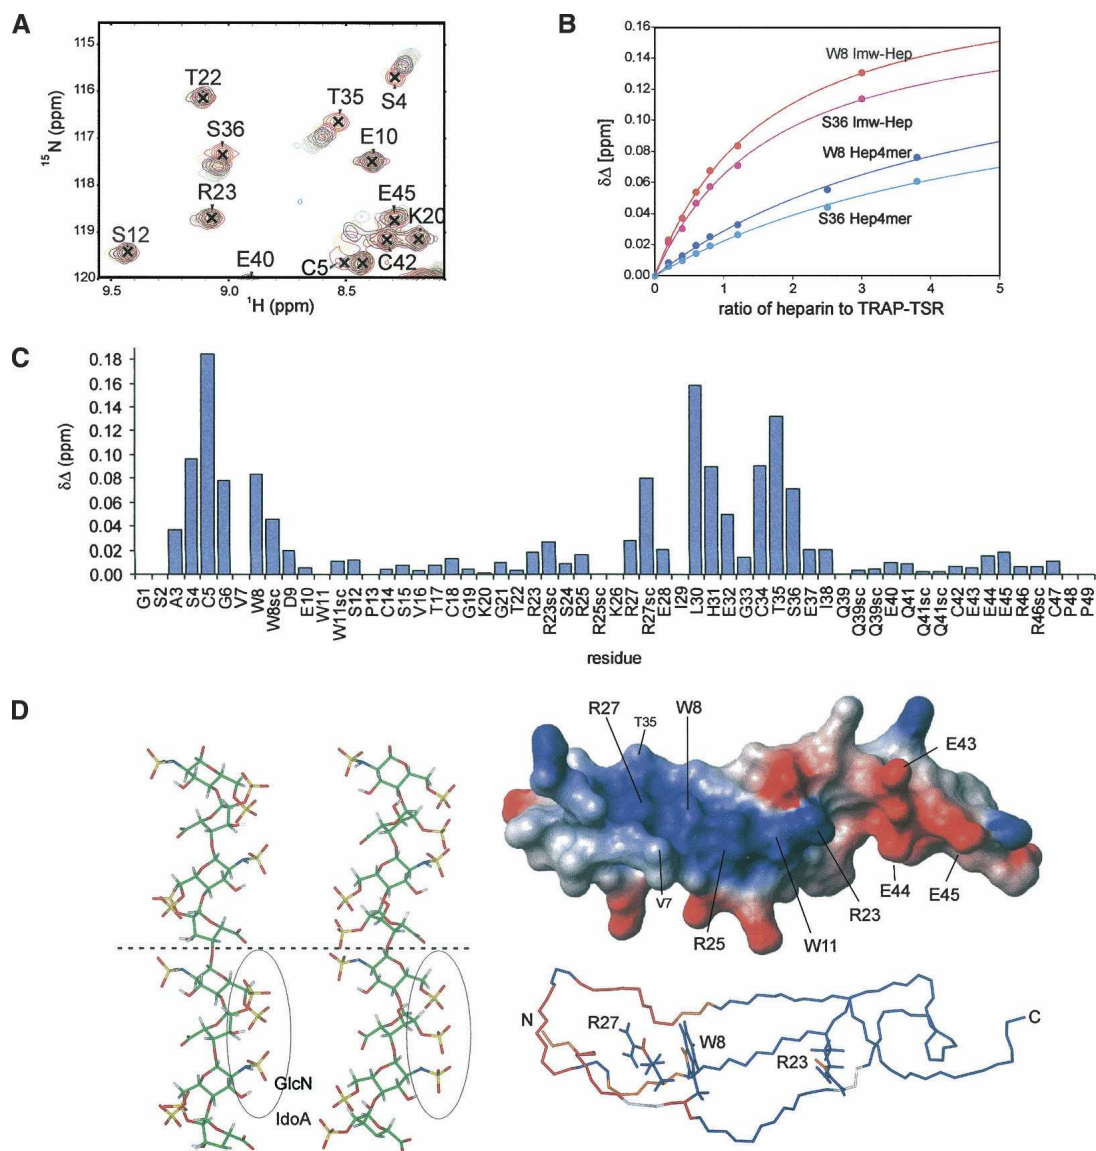 A
115
116
117
118
119
120
¹⁵N (ppm)
T22
S36
R23
S12
E40
T35
S4
E10
E45
K20
C5
C42
9.5 9.0 8.5
¹H (ppm)
B
0.16
0.14
0.12
0.10
0.08
0.06
0.04
0.02
0.00
δΔ [ppm]
W8 lmw-Hep
S36 lmw-Hep
W8 Hep4mer
S36 Hep4mer
0 1 2 3 4 5
ratio of heparin to TRAP-TSR
C
0.18
0.16
0.14
0.12
0.10
0.08
0.06
0.04
0.02
0.00
δΔ (ppm)
G1 S2 A3 S4 C5 G6 V7 W8 W8sc D9 E10 W11 W11sc S12 P13 C14 S15 V16 T17 C18 G19 K20 G21 T22 R23 R23sc S24 R25 R25sc K26 R27 R27sc E28 I29 L30 H31 E32 G33 C34 T35 S36 E37 I38 Q39 Q39sc Q39sc E40 Q41 Q41sc Q41sc C42 E43 E44 E45 R46 R46sc C47 P48 P49
residue
D
GlcN
IdoA
R27
T35
W8
E43
V7
R25
W11
R23
E44
E45
N
R27
W8
R23
C